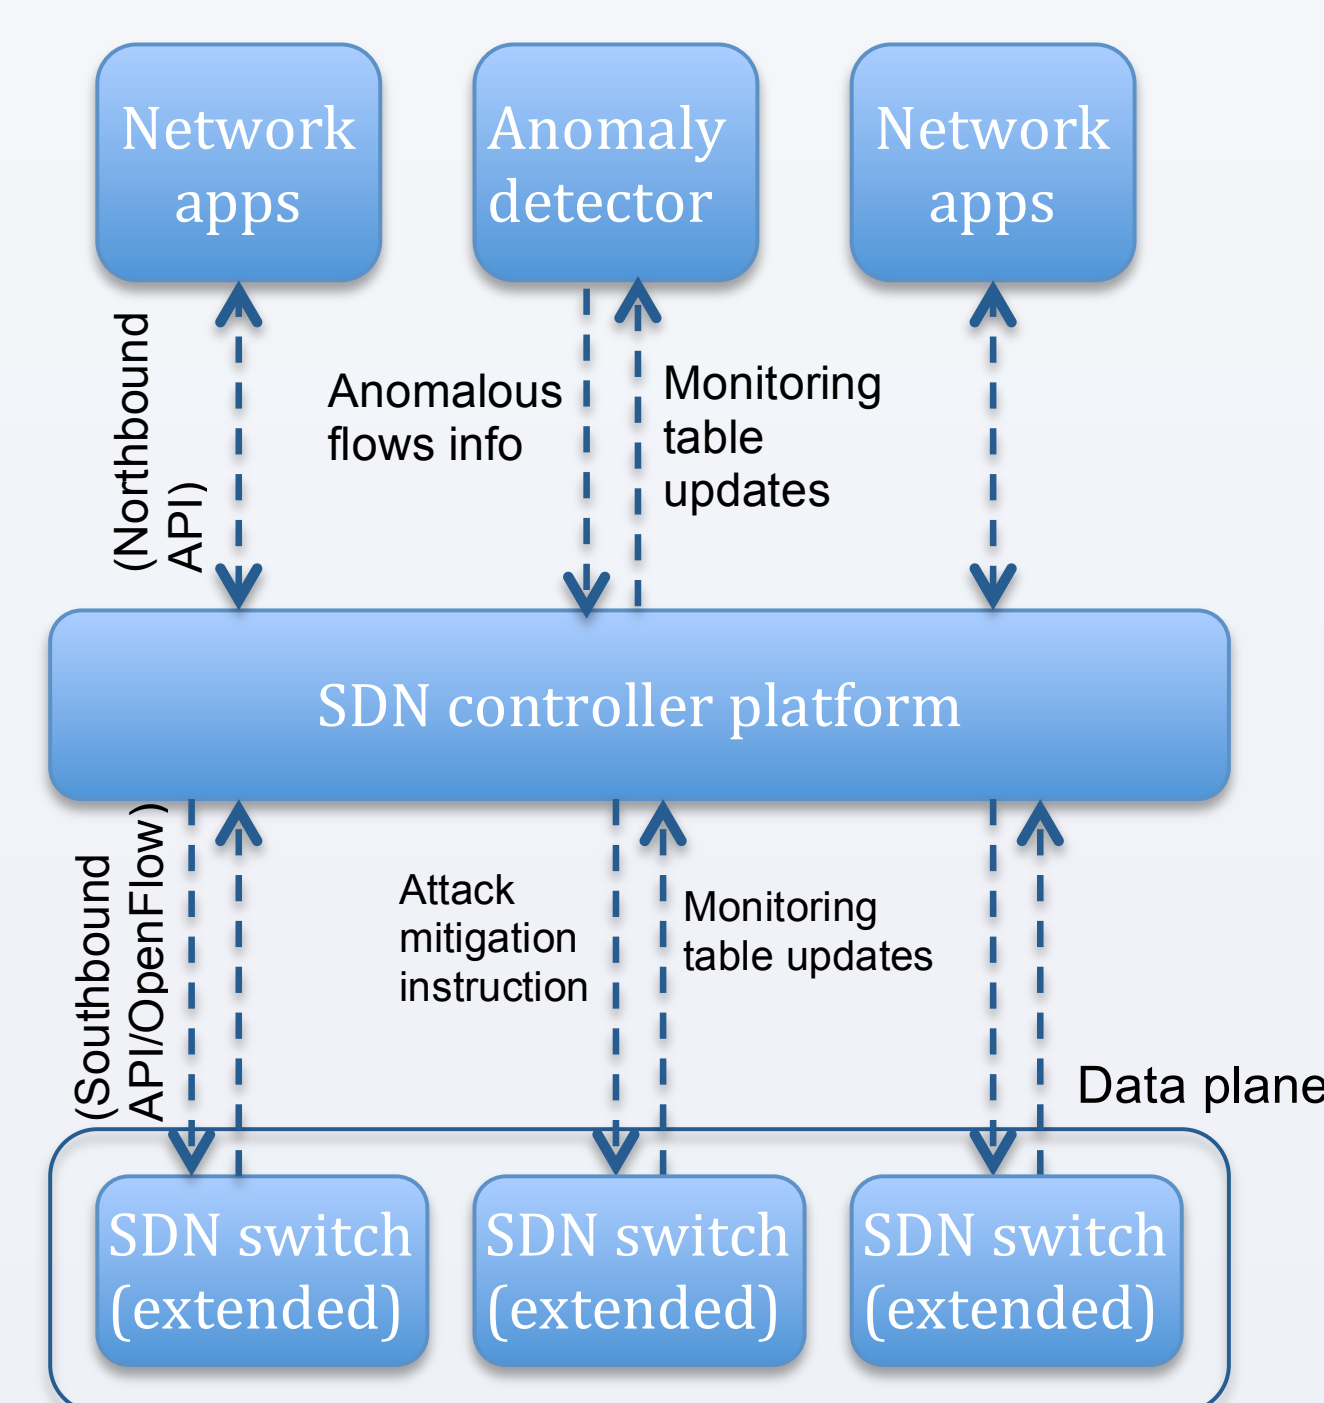 Network
apps
Anomaly
detector
Network
apps
(Northbound
API)
Anomalous
flows info
Monitoring
table
updates
SDN controller platform
(Southbound
API/OpenFlow)
Attack
mitigation
instruction
Monitoring
table updates
Data plane
SDN switch
(extended)
SDN switch
(extended)
SDN switch
(extended)